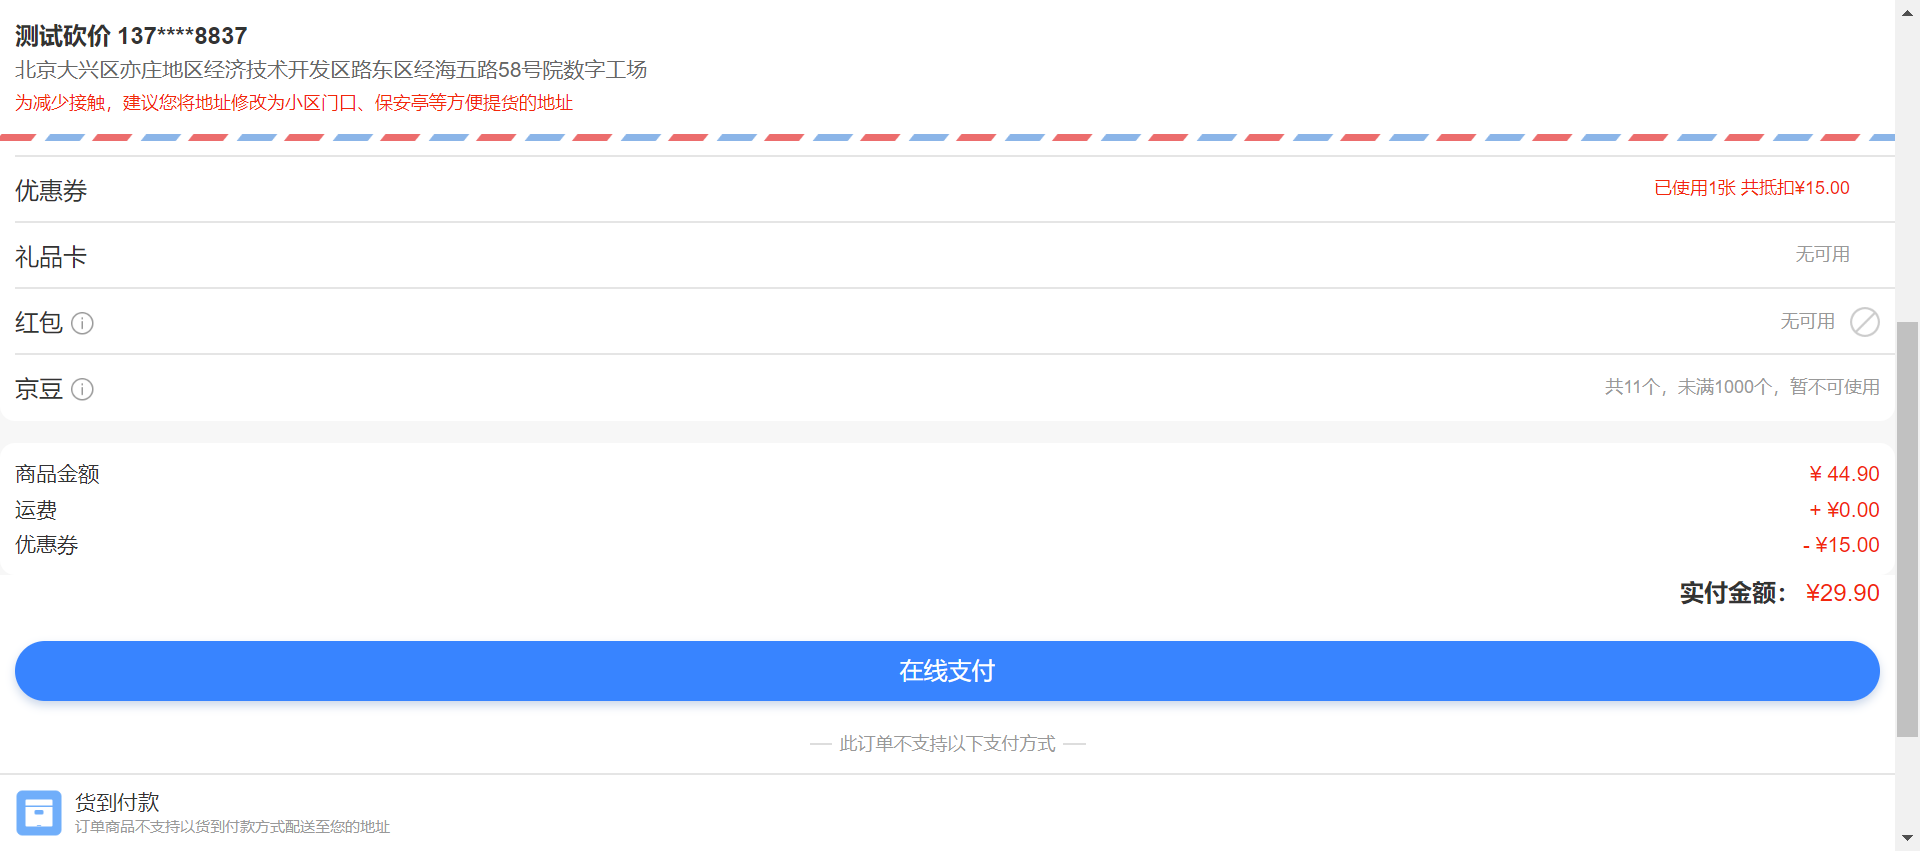 测试砍价 137****8837
北京大兴区亦庄地区经济技术开发区路东区经海五路58号院数字工场
为减少接触，建议您将地址修改为小区门口、保安亭等方便提货的地址
优惠券 已使用1张 共抵扣¥15.00
礼品卡 无可用
红包 无可用
京豆 共11个，未满1000个，暂不可使用
商品金额 ¥ 44.90
运费 + ¥0.00
优惠券 - ¥15.00
实付金额： ¥29.90
在线支付
此订单不支持以下支付方式
货到付款
订单商品不支持以货到付款方式配送至您的地址